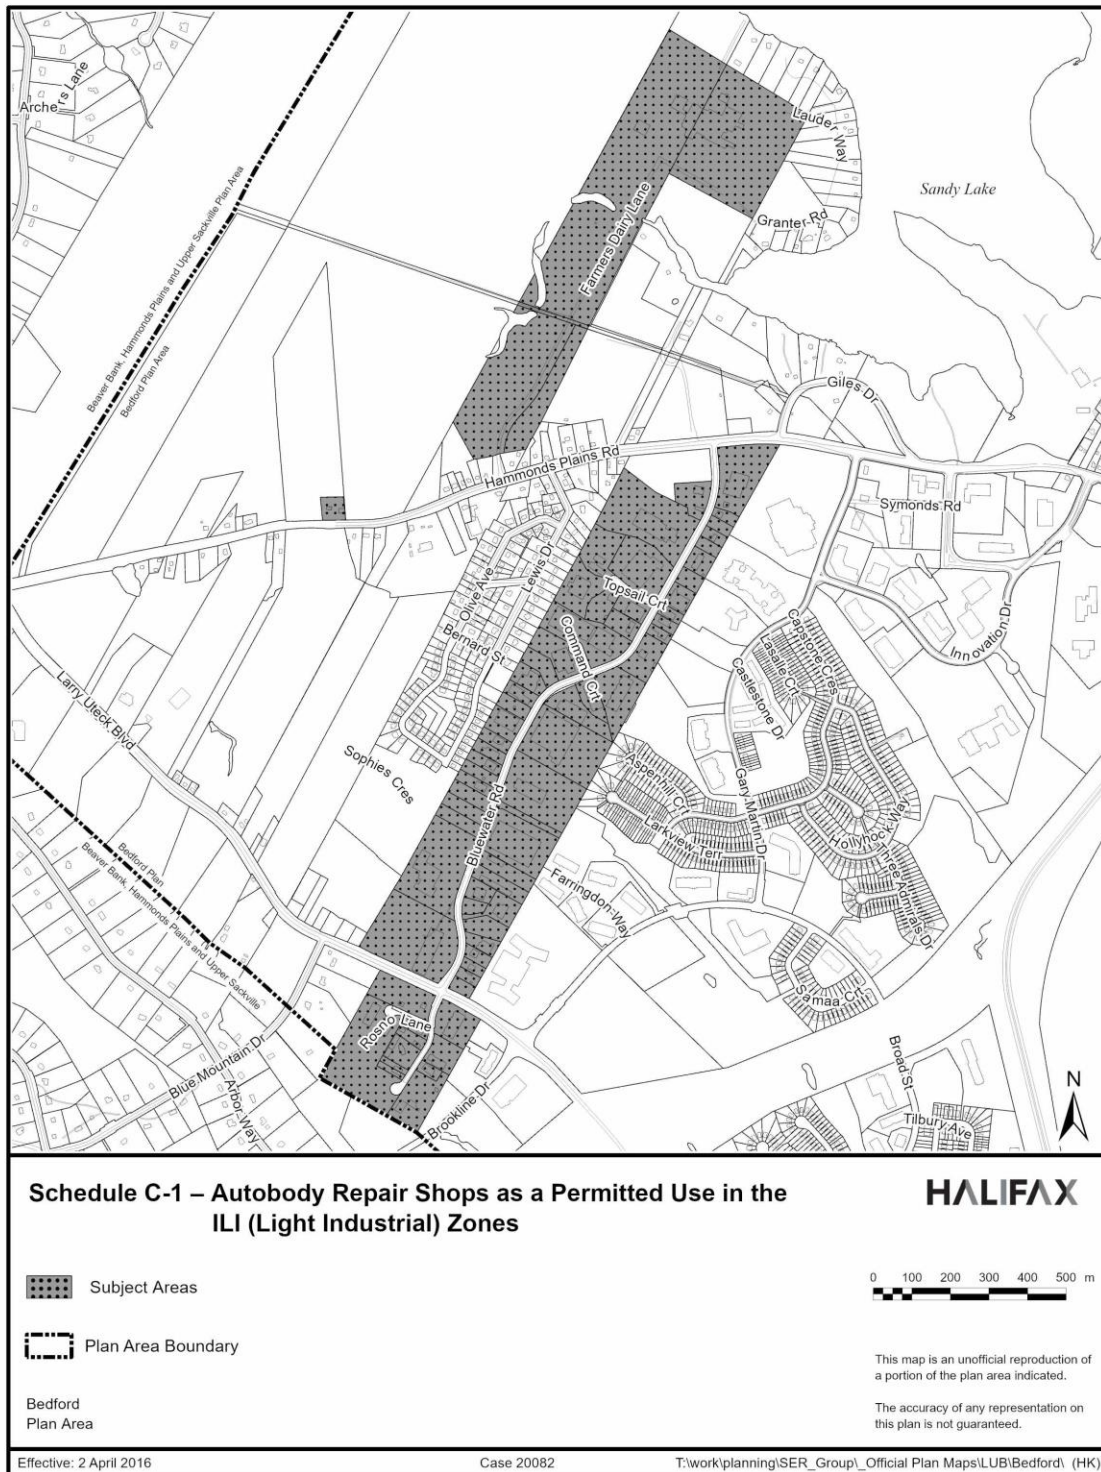 Archers Lane
Lauder Way
Sandy Lake
Granter Rd
Farmers Dairy Lane
Beaver Bank, Hammonds Plains and Upper Sackville Plan Area
Bedford Plan Area
Giles Dr
Hammonds Plains Rd
Symonds Rd
Olive Ave
Lewis Dr
Topsail Crt
Bernard St
Command Crt
Innovation Dr
Capstone Cres
Lasalle Crt
Castlestone Dr
Larry Uteck Blvd
Sophies Cres
Aspenhill Crt
Gary Martin Dr
Bluewater Rd
Larkview Terr
Hollyhock Way
Three Admirals Dr
Bedford Plan
Beaver Bank, Hammonds Plains and Upper Sackville
Farringdon Way
Samaa Crt
Rosno Lane
Blue Mountain Dr
Arbor Way
Brookline Dr
Broad St
Tilbury Ave
N
Schedule C-1 – Autobody Repair Shops as a Permitted Use in the
ILI (Light Industrial) Zones
HALIFAX
Subject Areas
0 100 200 300 400 500 m
Plan Area Boundary
This map is an unofficial reproduction of
a portion of the plan area indicated.
Bedford
Plan Area
The accuracy of any representation on
this plan is not guaranteed.
Effective: 2 April 2016
Case 20082
T:\work\planning\SER_Group\_Official Plan Maps\LUB\Bedford\ (HK)